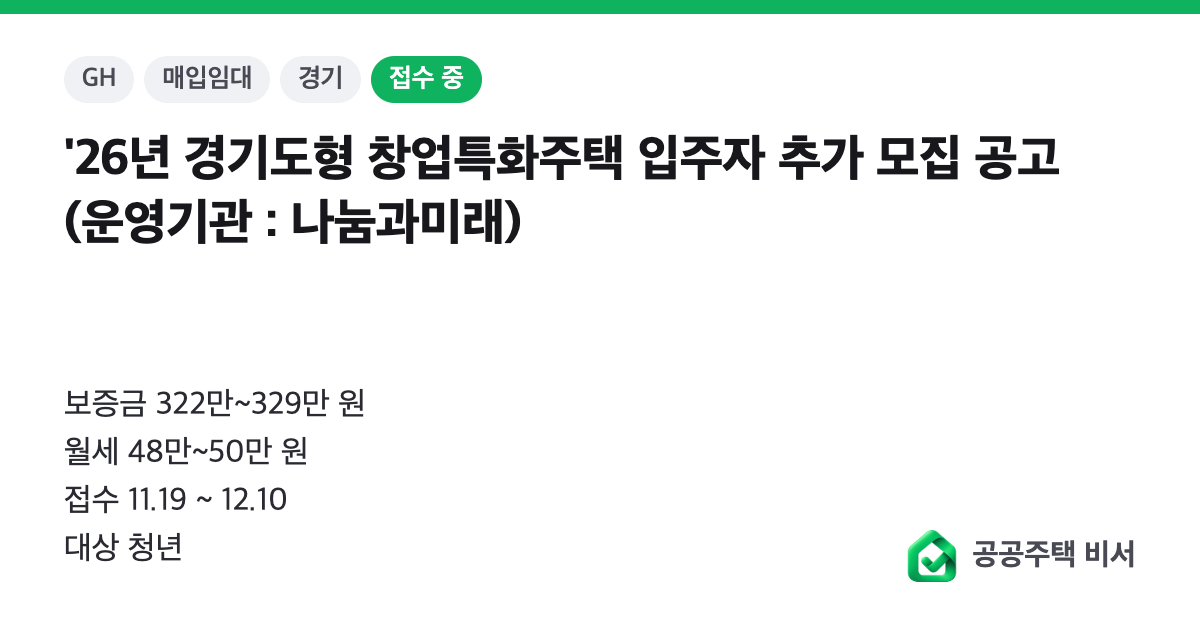 GH 매입임대 경기 접수 중
'26년 경기도형 창업특화주택 입주자 추가 모집 공고
(운영기관 : 나눔과미래)
보증금 322만~329만 원
월세 48만~50만 원
접수 11.19 ~ 12.10
대상 청년
공공주택 비서